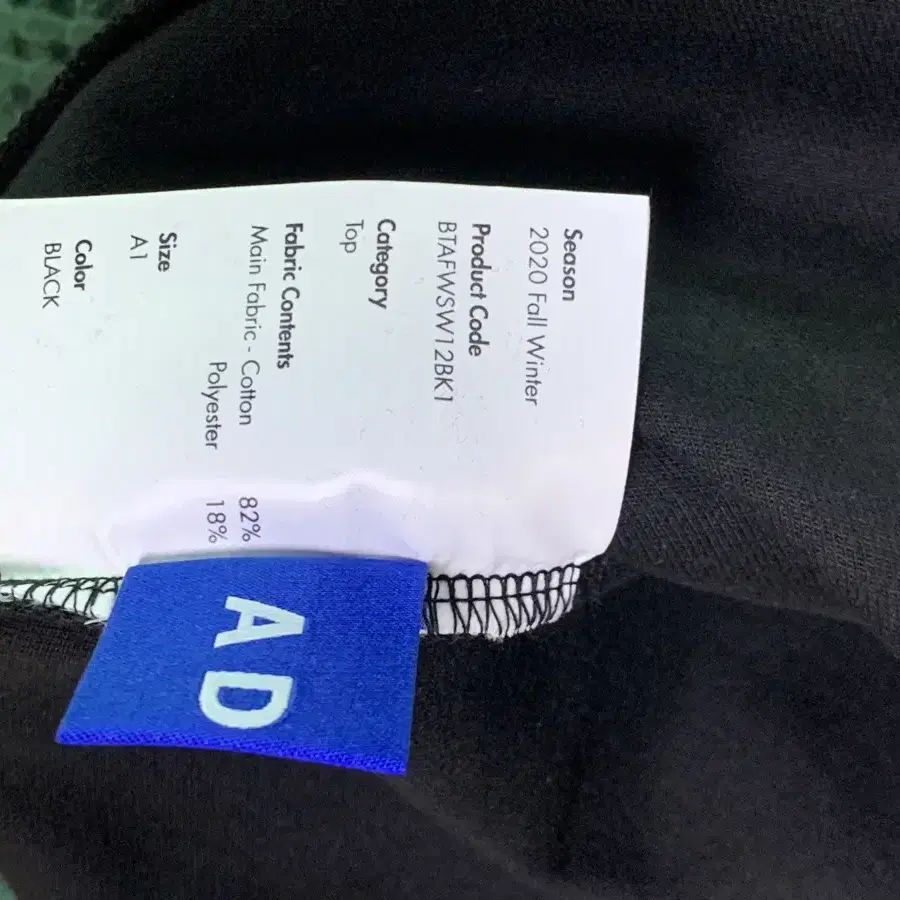 Season
2020 Fall Winter
Product Code
BTAFWSW12BK1
Category
Top
Fabric Contents
Main Fabric - Cotton 82%
Polyester 18%
Size
A1
Color
BLACK
AD